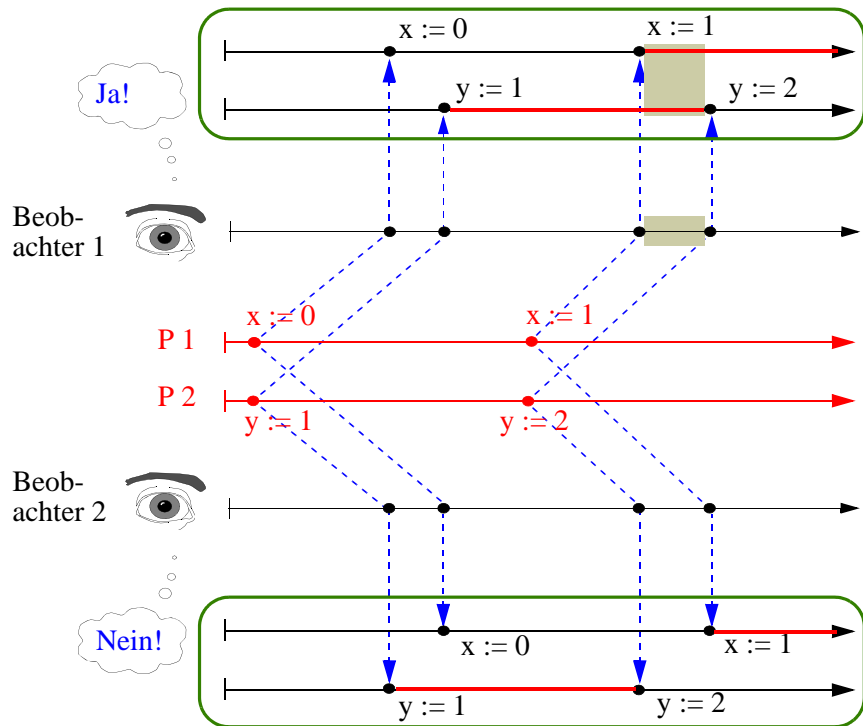 x := 0
x := 1
Ja!
y := 1
y := 2
Beob-
achter 1
x := 0
x := 1
P 1
P 2
y := 1
y := 2
Beob-
achter 2
Nein!
x := 0
x := 1
y := 1
y := 2